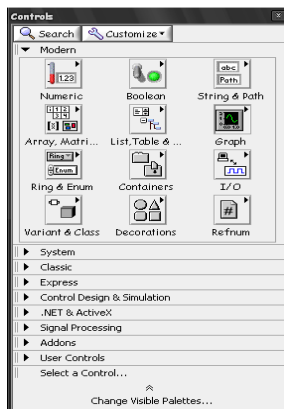 Controls
Search Customize
Modern
1.23 abc Path
Numeric Boolean String & Path
Array, Matri... List, Table & ... Graph
Ring Enum
Ring & Enum Containers I/O
#
Variant & Class Decorations Refnum
System
Classic
Express
Control Design & Simulation
.NET & ActiveX
Signal Processing
Addons
User Controls
Select a Control...
Change Visible Palettes...